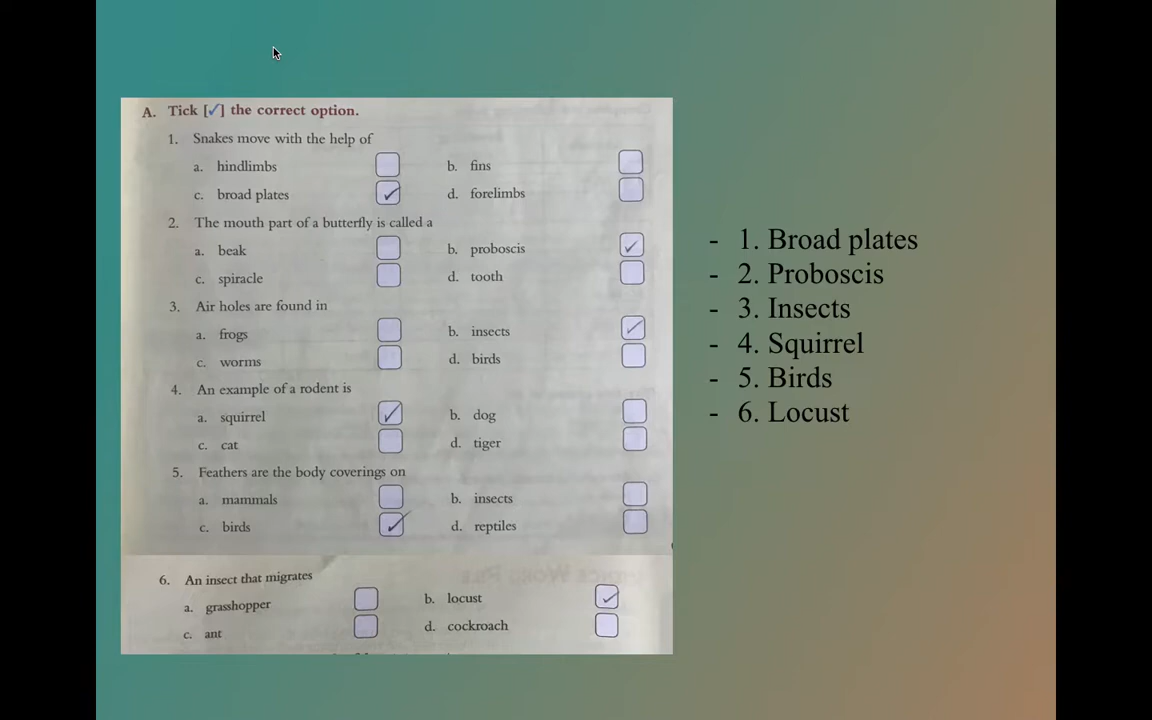 A. Tick [✓] the correct option.
1. Snakes move with the help of
a. hindlimbs b. fins
c. broad plates ✓ d. forelimbs
2. The mouth part of a butterfly is called a
a. beak b. proboscis ✓
c. spiracle d. tooth
3. Air holes are found in
a. frogs b. insects ✓
c. worms d. birds
4. An example of a rodent is
a. squirrel ✓ b. dog
c. cat d. tiger
5. Feathers are the body coverings on
a. mammals b. insects
c. birds ✓ d. reptiles
6. An insect that migrates
a. grasshopper b. locust ✓
c. ant d. cockroach
- 1. Broad plates
- 2. Proboscis
- 3. Insects
- 4. Squirrel
- 5. Birds
- 6. Locust